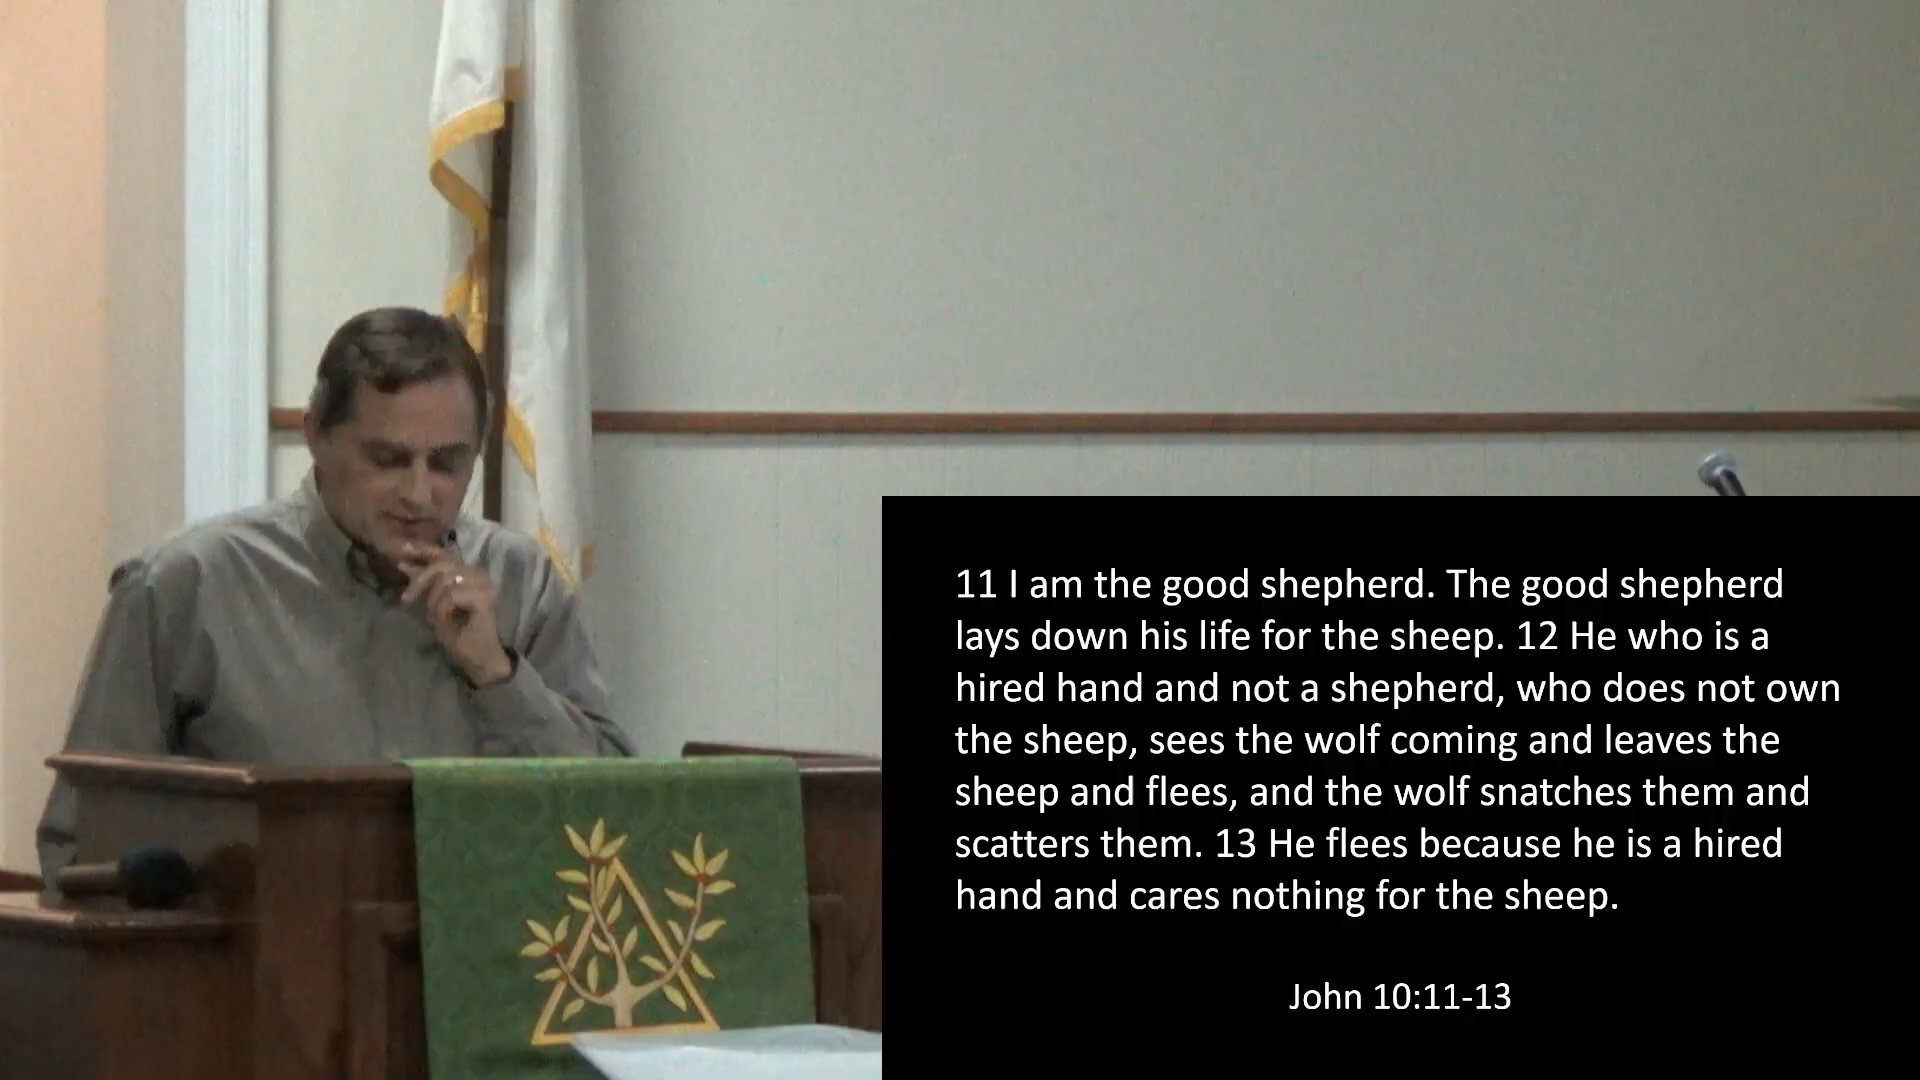 11 I am the good shepherd. The good shepherd
lays down his life for the sheep. 12 He who is a
hired hand and not a shepherd, who does not own
the sheep, sees the wolf coming and leaves the
sheep and flees, and the wolf snatches them and
scatters them. 13 He flees because he is a hired
hand and cares nothing for the sheep.
John 10:11-13